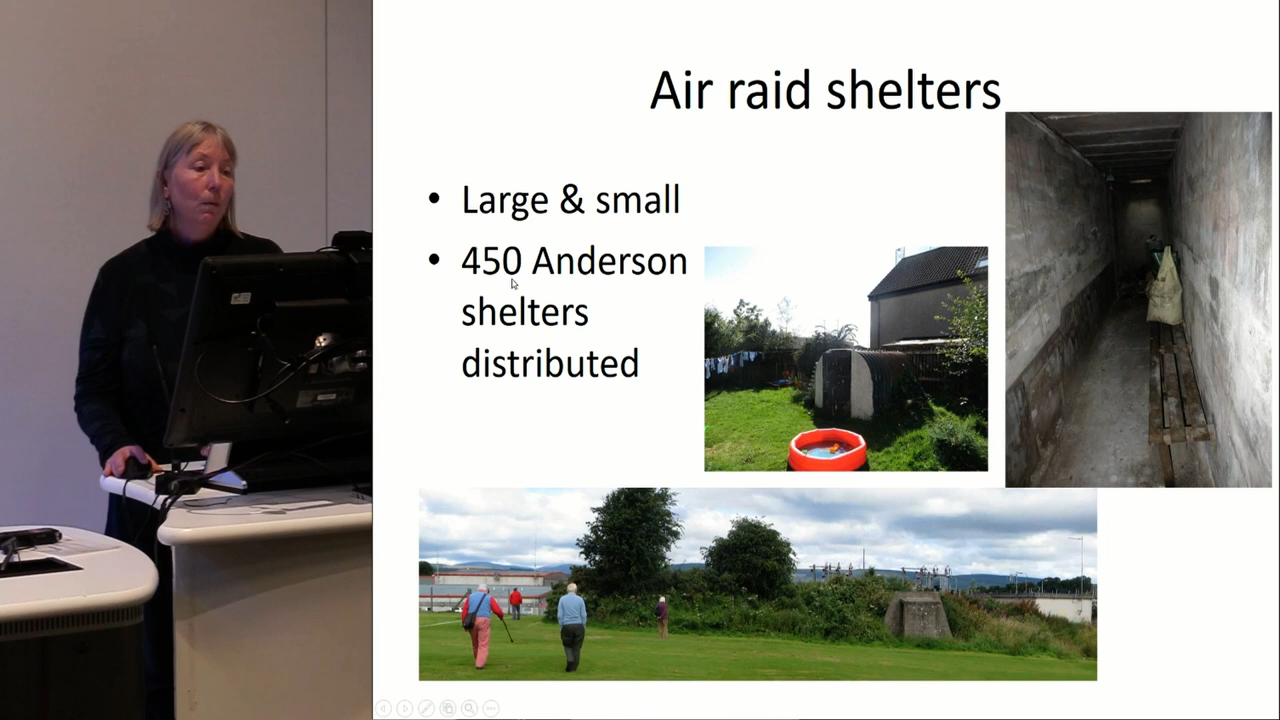 Air raid shelters
• Large & small
• 450 Anderson
shelters
distributed